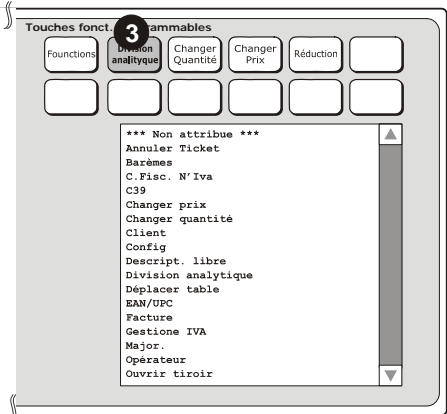 Touches fonct. rammables
3
Founctions
Division
analityque
Changer
Quantité
Changer
Prix
Réduction
*** Non attribue ***
Annuler Ticket
Barèmes
C.Fisc. N'Iva
C39
Changer prix
Changer quantité
Client
Config
Descript. libre
Division analytique
Déplacer table
EAN/UPC
Facture
Gestione IVA
Major.
Opérateur
Ouvrir tiroir